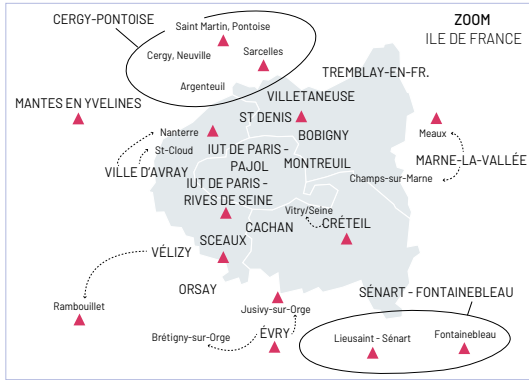 CERGY-PONTOISE
ZOOM
ILE DE FRANCE
Saint Martin, Pontoise
Cergy, Neuville
Sarcelles
Argenteuil
TREMBLAY-EN-FR.
MANTES EN YVELINES
VILLETANEUSE
ST DENIS
BOBIGNY
Nanterre
Meaux
St-Cloud
IUT DE PARIS -
PAJOL
MONTREUIL
MARNE-LA-VALLÉE
VILLE D'AVRAY
Champs-sur-Marne
IUT DE PARIS -
RIVES DE SEINE
Vitry/Seine
CACHAN
CRÉTEIL
SCEAUX
VÉLIZY
ORSAY
SÉNART - FONTAINEBLEAU
Rambouillet
Jusivy-sur-Orge
Brétigny-sur-Orge
ÉVRY
Lieusaint - Sénart
Fontainebleau